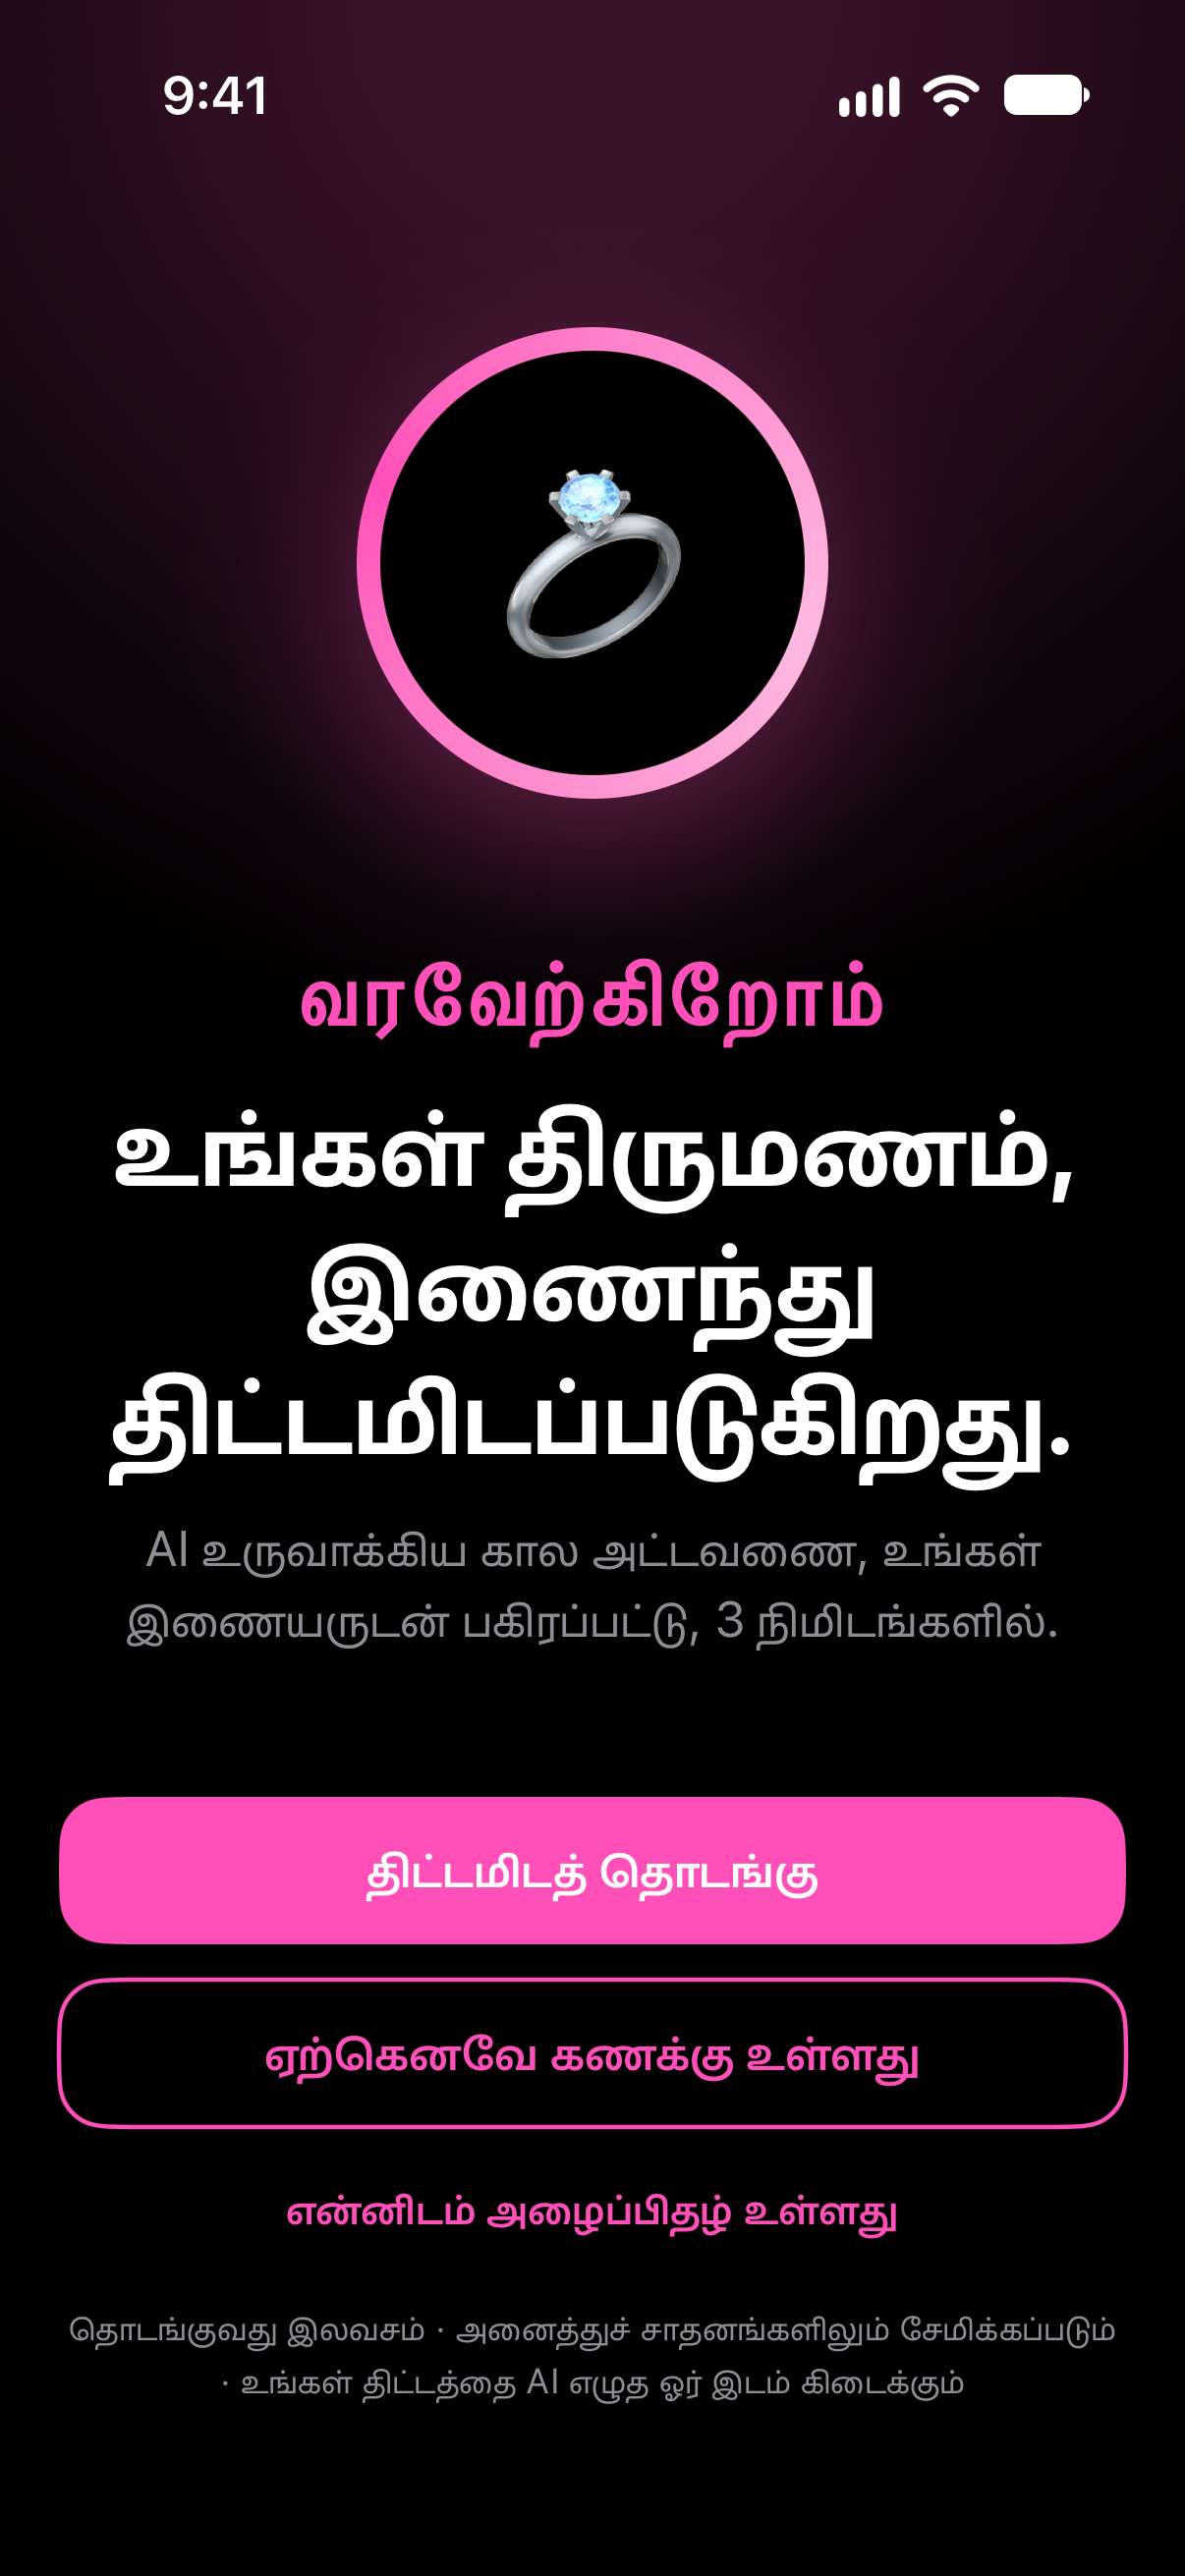 9:41
வரவேற்கிறோம்
உங்கள் திருமணம்,
இணைந்து
திட்டமிடப்படுகிறது.
AI உருவாக்கிய கால அட்டவணை, உங்கள்
இணையருடன் பகிரப்பட்டு, 3 நிமிடங்களில்.
திட்டமிடத் தொடங்கு
ஏற்கெனவே கணக்கு உள்ளது
என்னிடம் அழைப்பிதழ் உள்ளது
தொடங்குவது இலவசம் · அனைத்துச் சாதனங்களிலும் சேமிக்கப்படும்
· உங்கள் திட்டத்தை AI எழுத ஓர் இடம் கிடைக்கும்